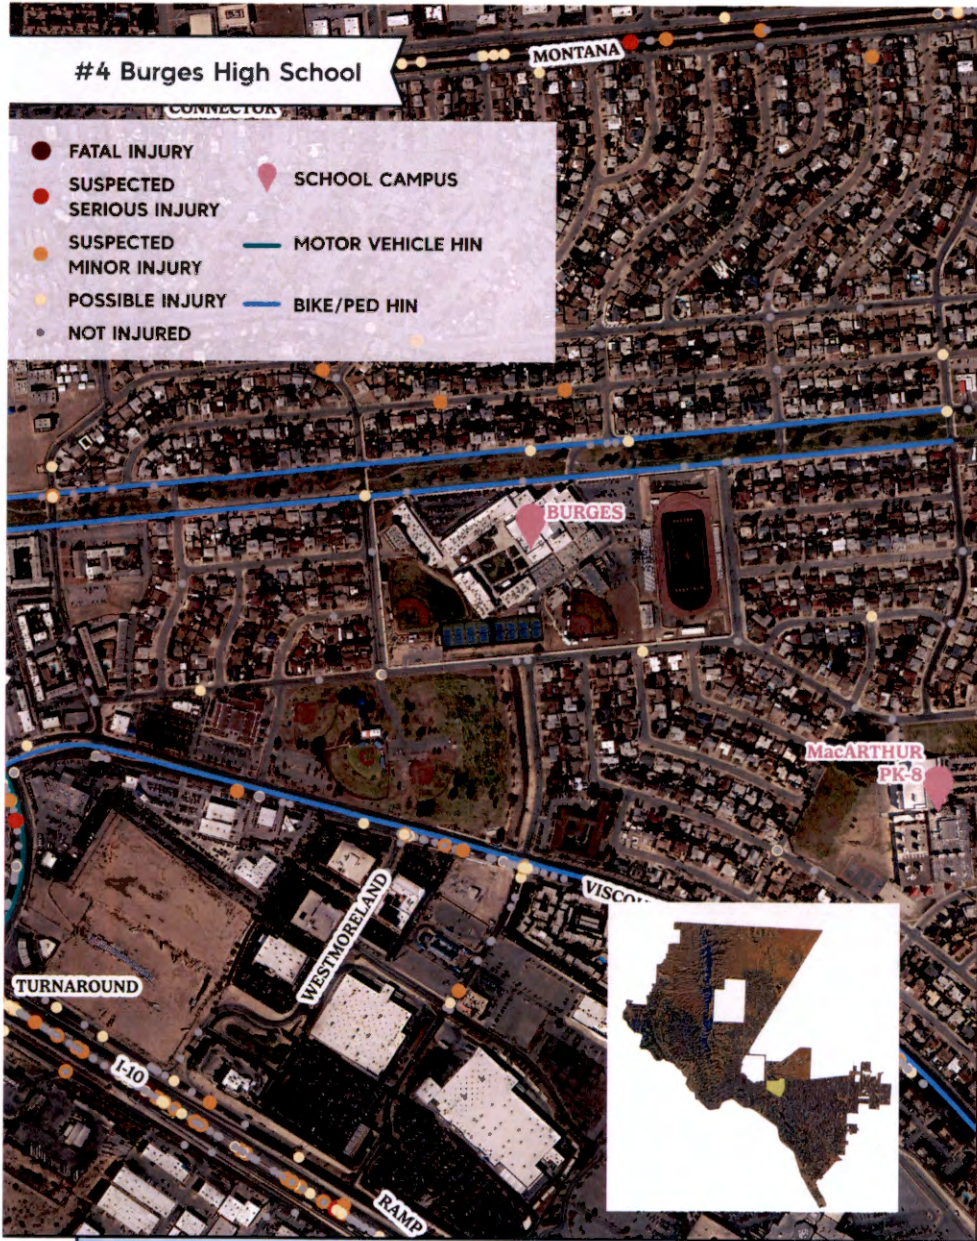 MONTANA
#4 Burges High School
CONNECTOR
FATAL INJURY
SUSPECTED
SERIOUS INJURY
SUSPECTED
MINOR INJURY
POSSIBLE INJURY
NOT INJURED
SCHOOL CAMPUS
MOTOR VEHICLE HIN
BIKE/PED HIN
BURGES
MacARTHUR
PK-8
VISCOU
WESTMORELAND
TURNAROUND
I-10
RAMP